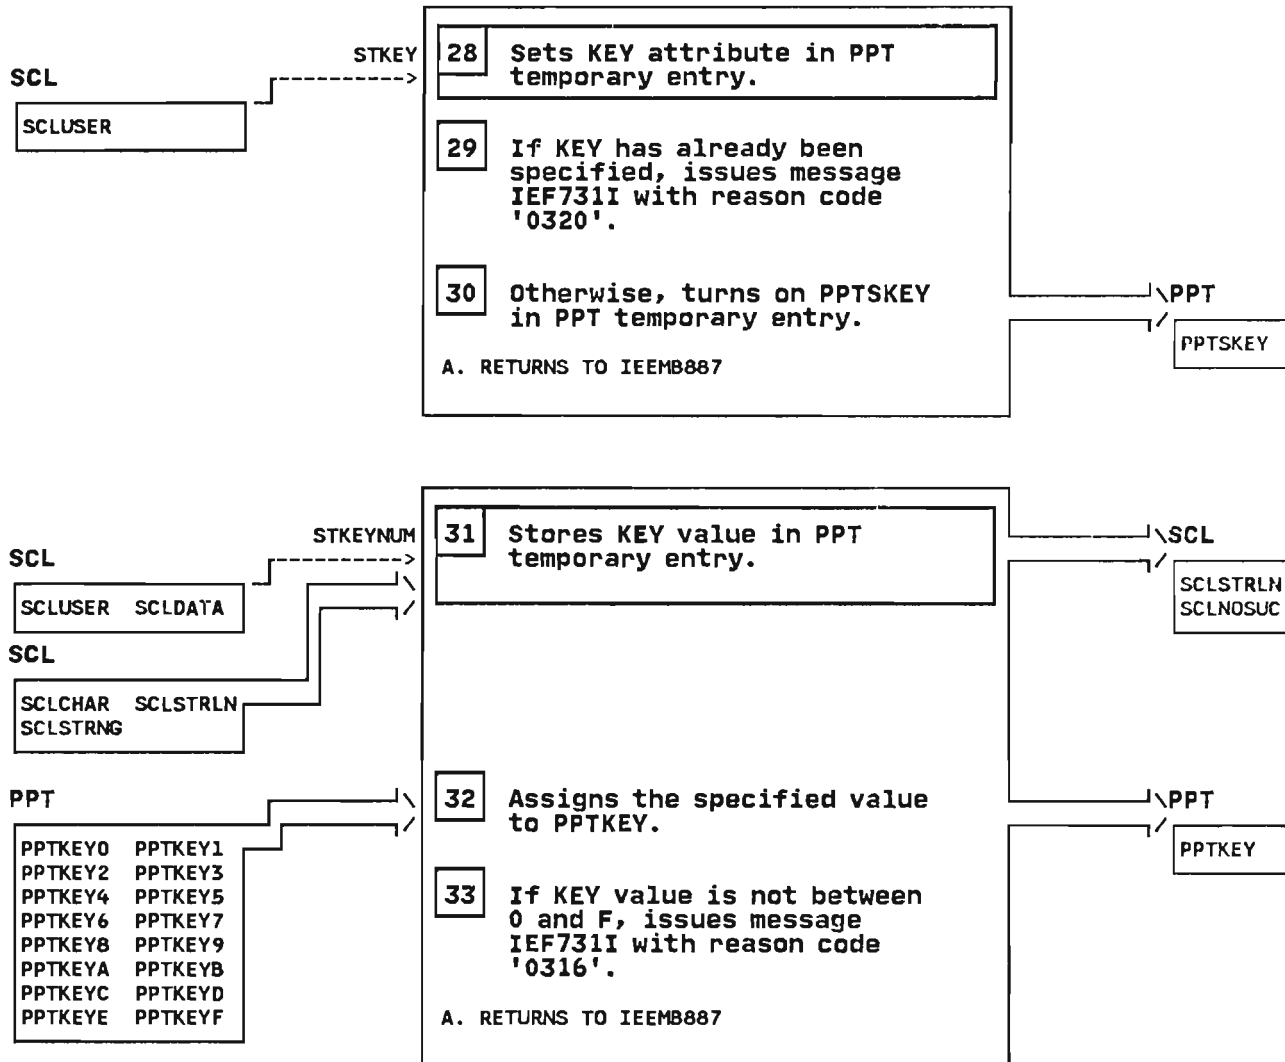 STKEY
SCL
SCLUSER
28 Sets KEY attribute in PPT
temporary entry.
29 If KEY has already been
specified, issues message
IEF731I with reason code
'0320'.
30 Otherwise, turns on PPTSKEY
in PPT temporary entry.
A. RETURNS TO IEEMB887
PPT
PPTSKEY
STKEYNUM
SCL
SCLUSER SCLDATA
SCL
SCLCHAR SCLSTRLN
SCLSTRNG
31 Stores KEY value in PPT
temporary entry.
SCL
SCLSTRLN
SCLNOSUC
PPT
PPTKEY0 PPTKEY1
PPTKEY2 PPTKEY3
PPTKEY4 PPTKEY5
PPTKEY6 PPTKEY7
PPTKEY8 PPTKEY9
PPTKEYA PPTKEYB
PPTKEYC PPTKEYD
PPTKEYE PPTKEYF
32 Assigns the specified value
to PPTKEY.
33 If KEY value is not between
0 and F, issues message
IEF731I with reason code
'0316'.
A. RETURNS TO IEEMB887
PPT
PPTKEY